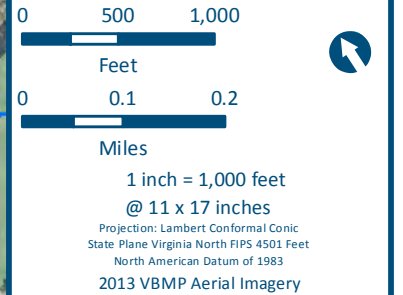 0 500 1,000
Feet
0 0.1 0.2
Miles
1 inch = 1,000 feet
@ 11 x 17 inches
Projection: Lambert Conformal Conic
State Plane Virginia North FIPS 4501 Feet
North American Datum of 1983
2013 VBMP Aerial Imagery